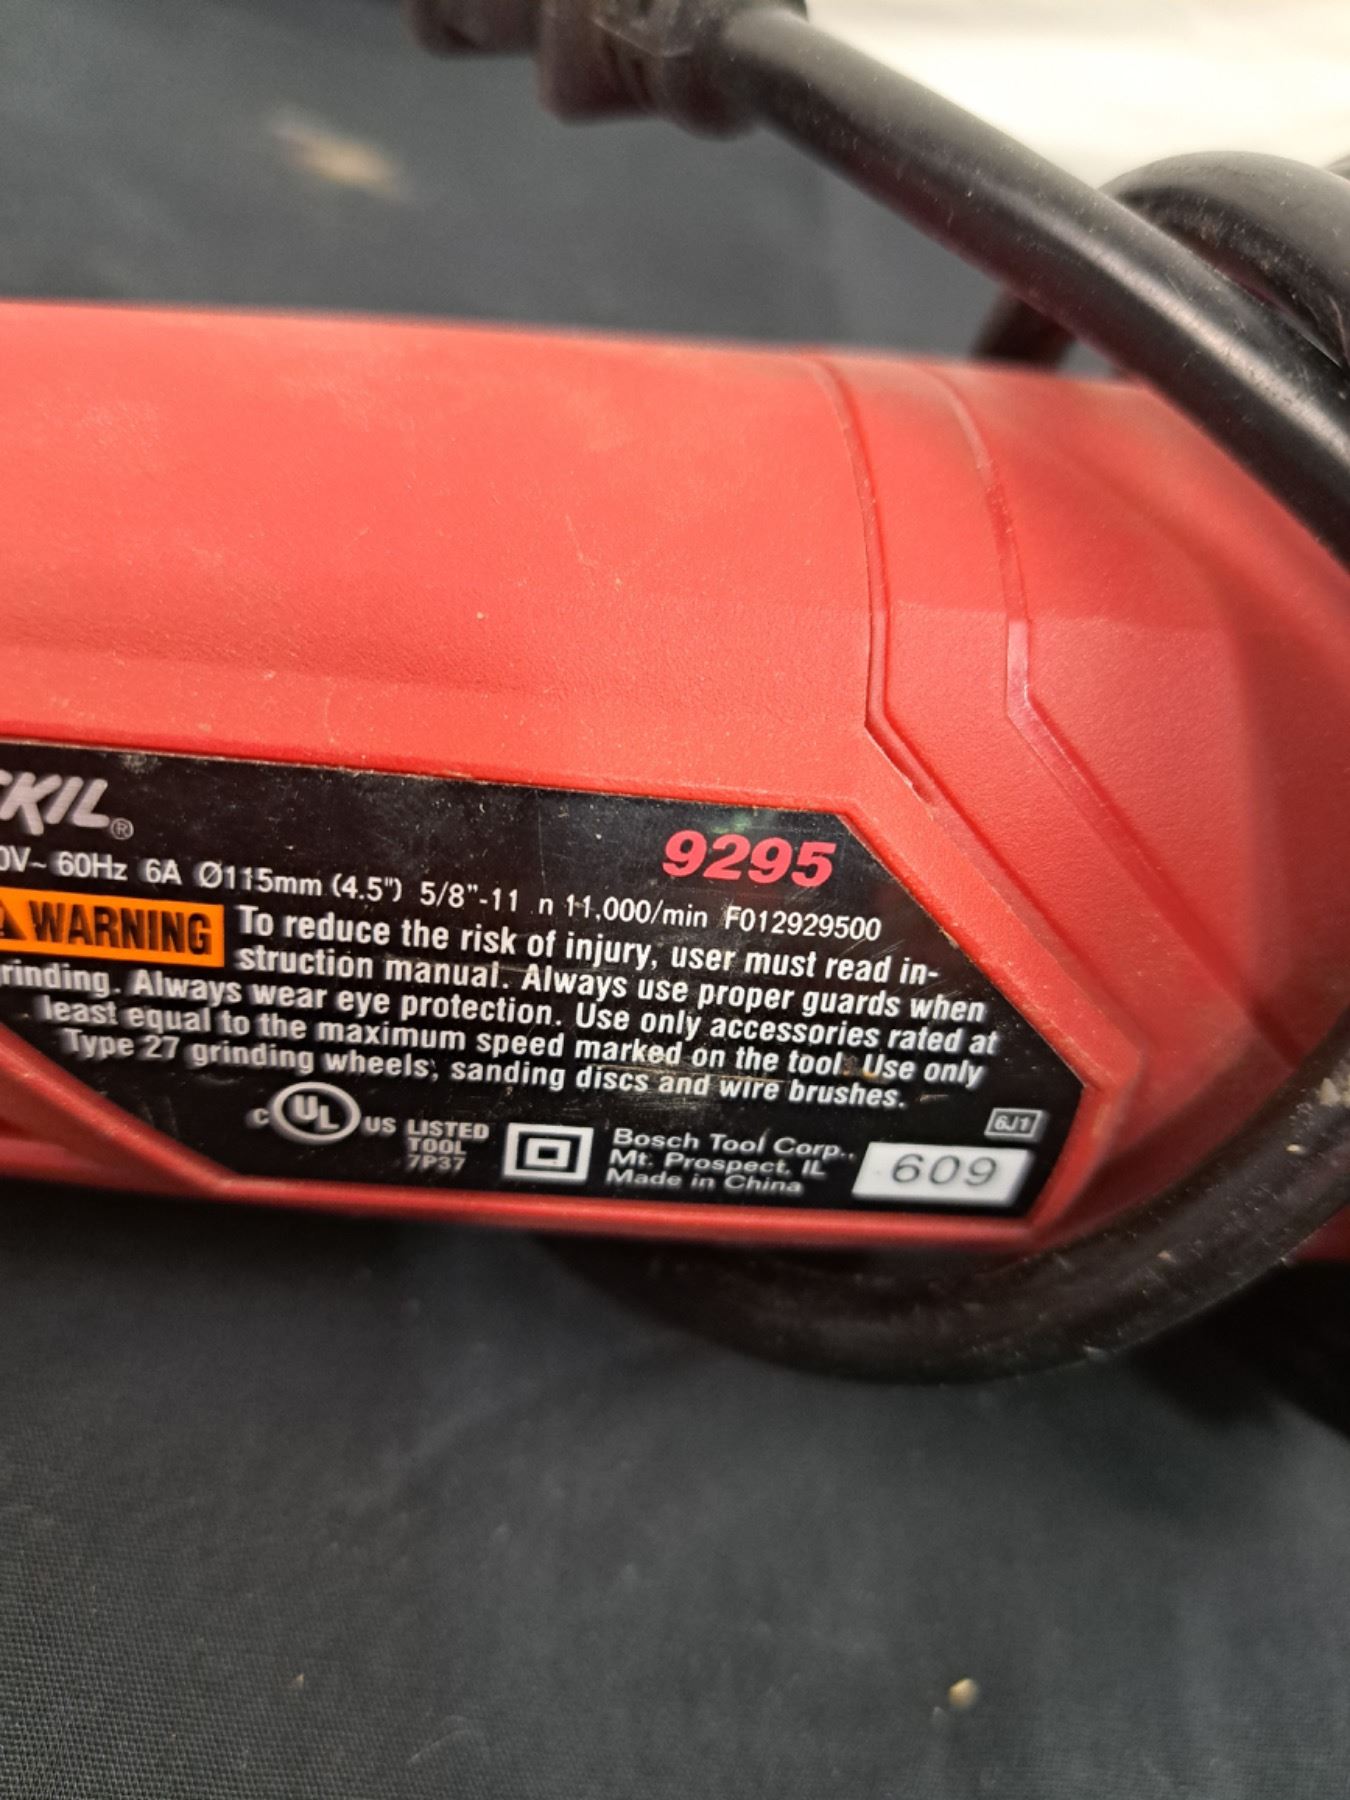 SKIL®
9295
0V~ 60Hz 6A Ø115mm (4.5") 5/8"-11 n 11,000/min F012929500
WARNING To reduce the risk of injury, user must read in-
struction manual. Always use proper guards when
rinding. Always wear eye protection. Use only accessories rated at
least equal to the maximum speed marked on the tool. Use only
Type 27 grinding wheels, sanding discs and wire brushes.
C UL US LISTED
TOOL
7P37
Bosch Tool Corp.,
Mt. Prospect, IL
Made in China
6J1
609